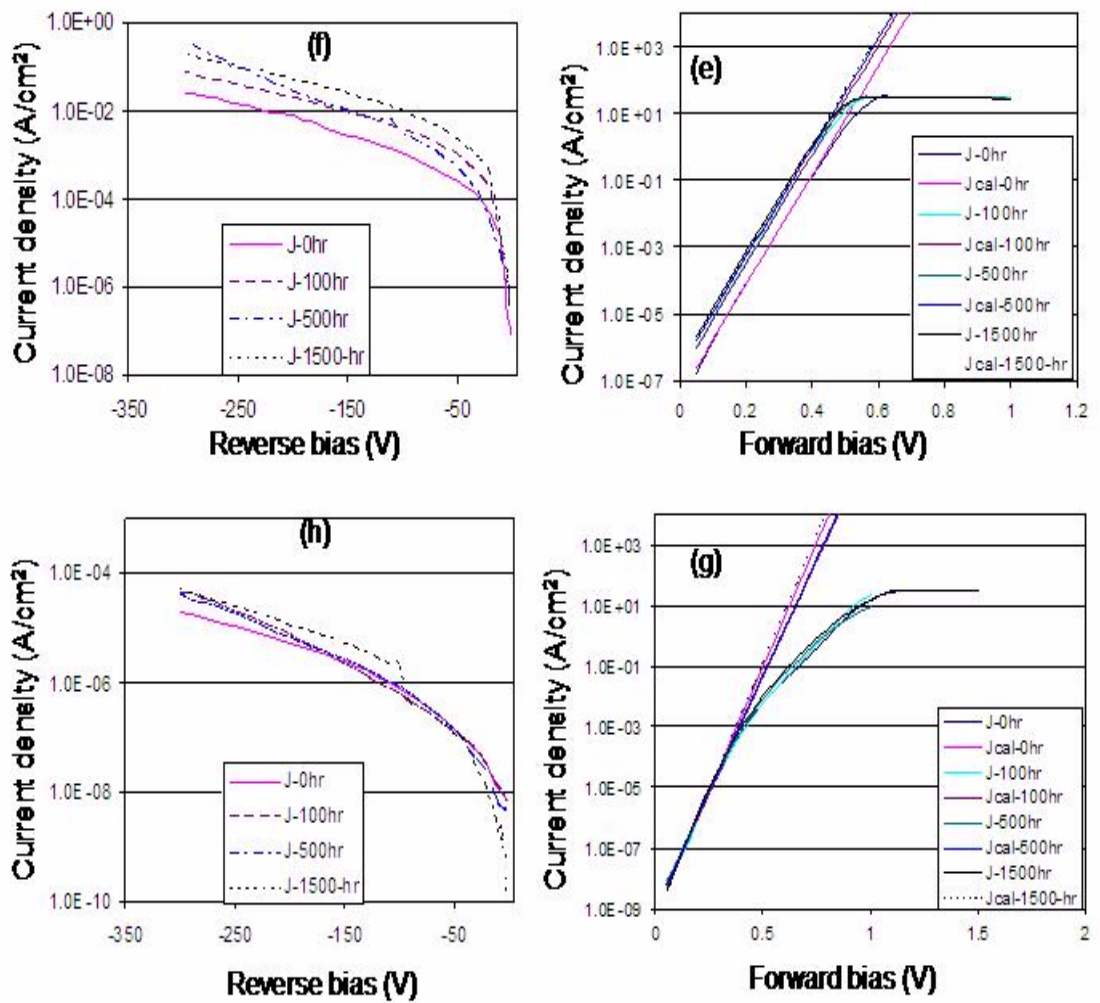 (f)
1.0E+00
1.0E-02
1.0E-04
1.0E-06
1.0E-08
Current density (A/cm²)
J-0hr
J-100hr
J-500hr
J-1500-hr
-350
-250
-150
-50
Reverse bias (V)
(e)
1.0E+03
1.0E+01
1.0E-01
1.0E-03
1.0E-05
1.0E-07
Current density (A/cm²)
J-0hr
Jcal-0hr
J-100hr
Jcal-100hr
J-500hr
Jcal-500hr
J-1500hr
Jcal-1500-hr
0
0.2
0.4
0.6
0.8
1
1.2
Forward bias (V)
(h)
1.0E-04
1.0E-06
1.0E-08
1.0E-10
Current density (A/cm²)
J-0hr
J-100hr
J-500hr
J-1500-hr
-350
-250
-150
-50
Reverse bias (V)
(g)
1.0E+03
1.0E+01
1.0E-01
1.0E-03
1.0E-05
1.0E-07
1.0E-09
Current density (A/cm²)
J-0hr
Jcal-0hr
J-100hr
Jcal-100hr
J-500hr
Jcal-500hr
J-1500hr
Jcal-1500-hr
0
0.5
1
1.5
2
Forward bias (V)